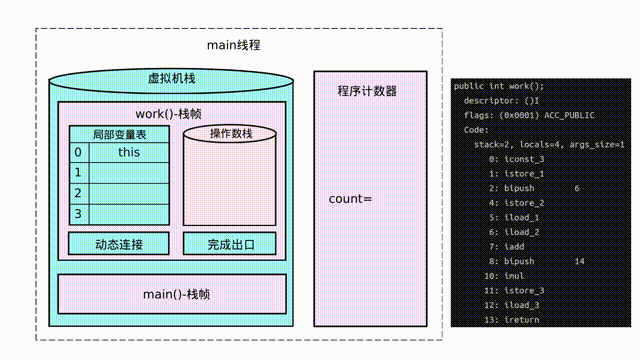 main线程
虚拟机栈
work()-栈帧
局部变量表
0 this
1
2
3
操作数栈
动态连接
完成出口
main()-栈帧
程序计数器
count=
public int work();
descriptor: ()I
flags: (0x0001) ACC_PUBLIC
Code:
stack=2, locals=4, args_size=1
0: iconst_3
1: istore_1
2: bipush 6
4: istore_2
5: iload_1
6: iload_2
7: iadd
8: bipush 14
10: imul
11: istore_3
12: iload_3
13: ireturn